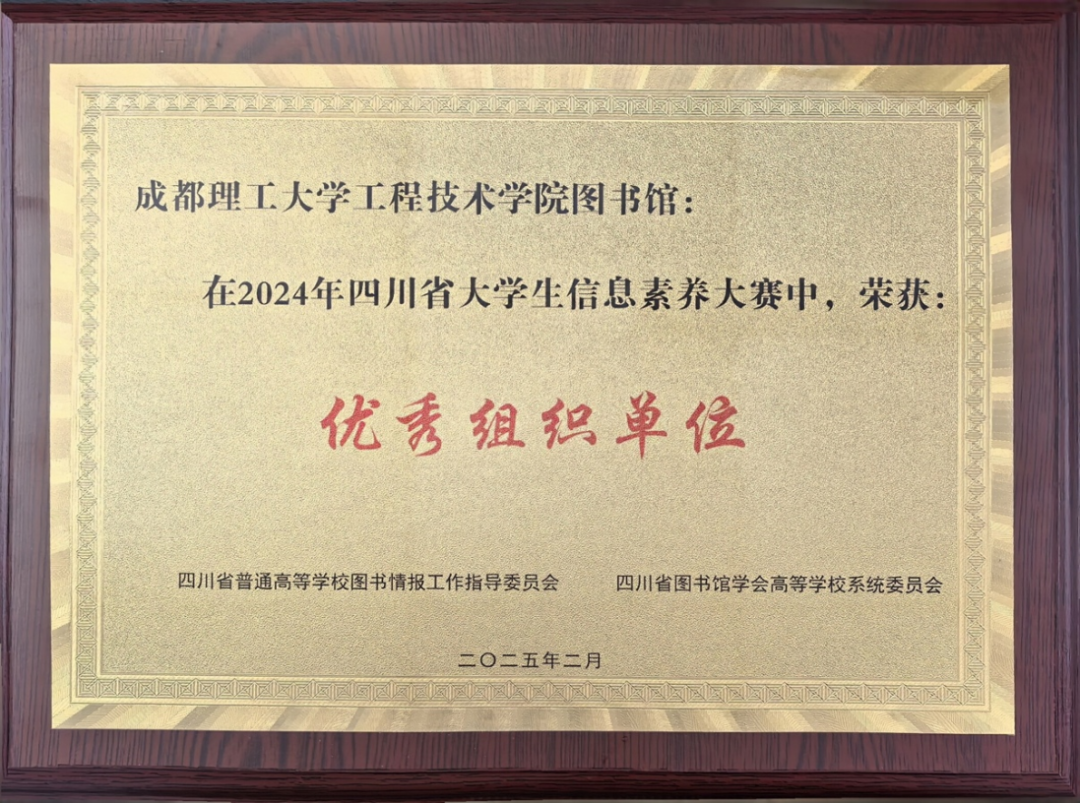 成都理工大学工程技术学院图书馆：
在2024年四川省大学生信息素养大赛中，荣获：
优秀组织单位
四川省普通高等学校图书情报工作指导委员会 四川省图书馆学会高等学校系统委员会
二〇二五年二月